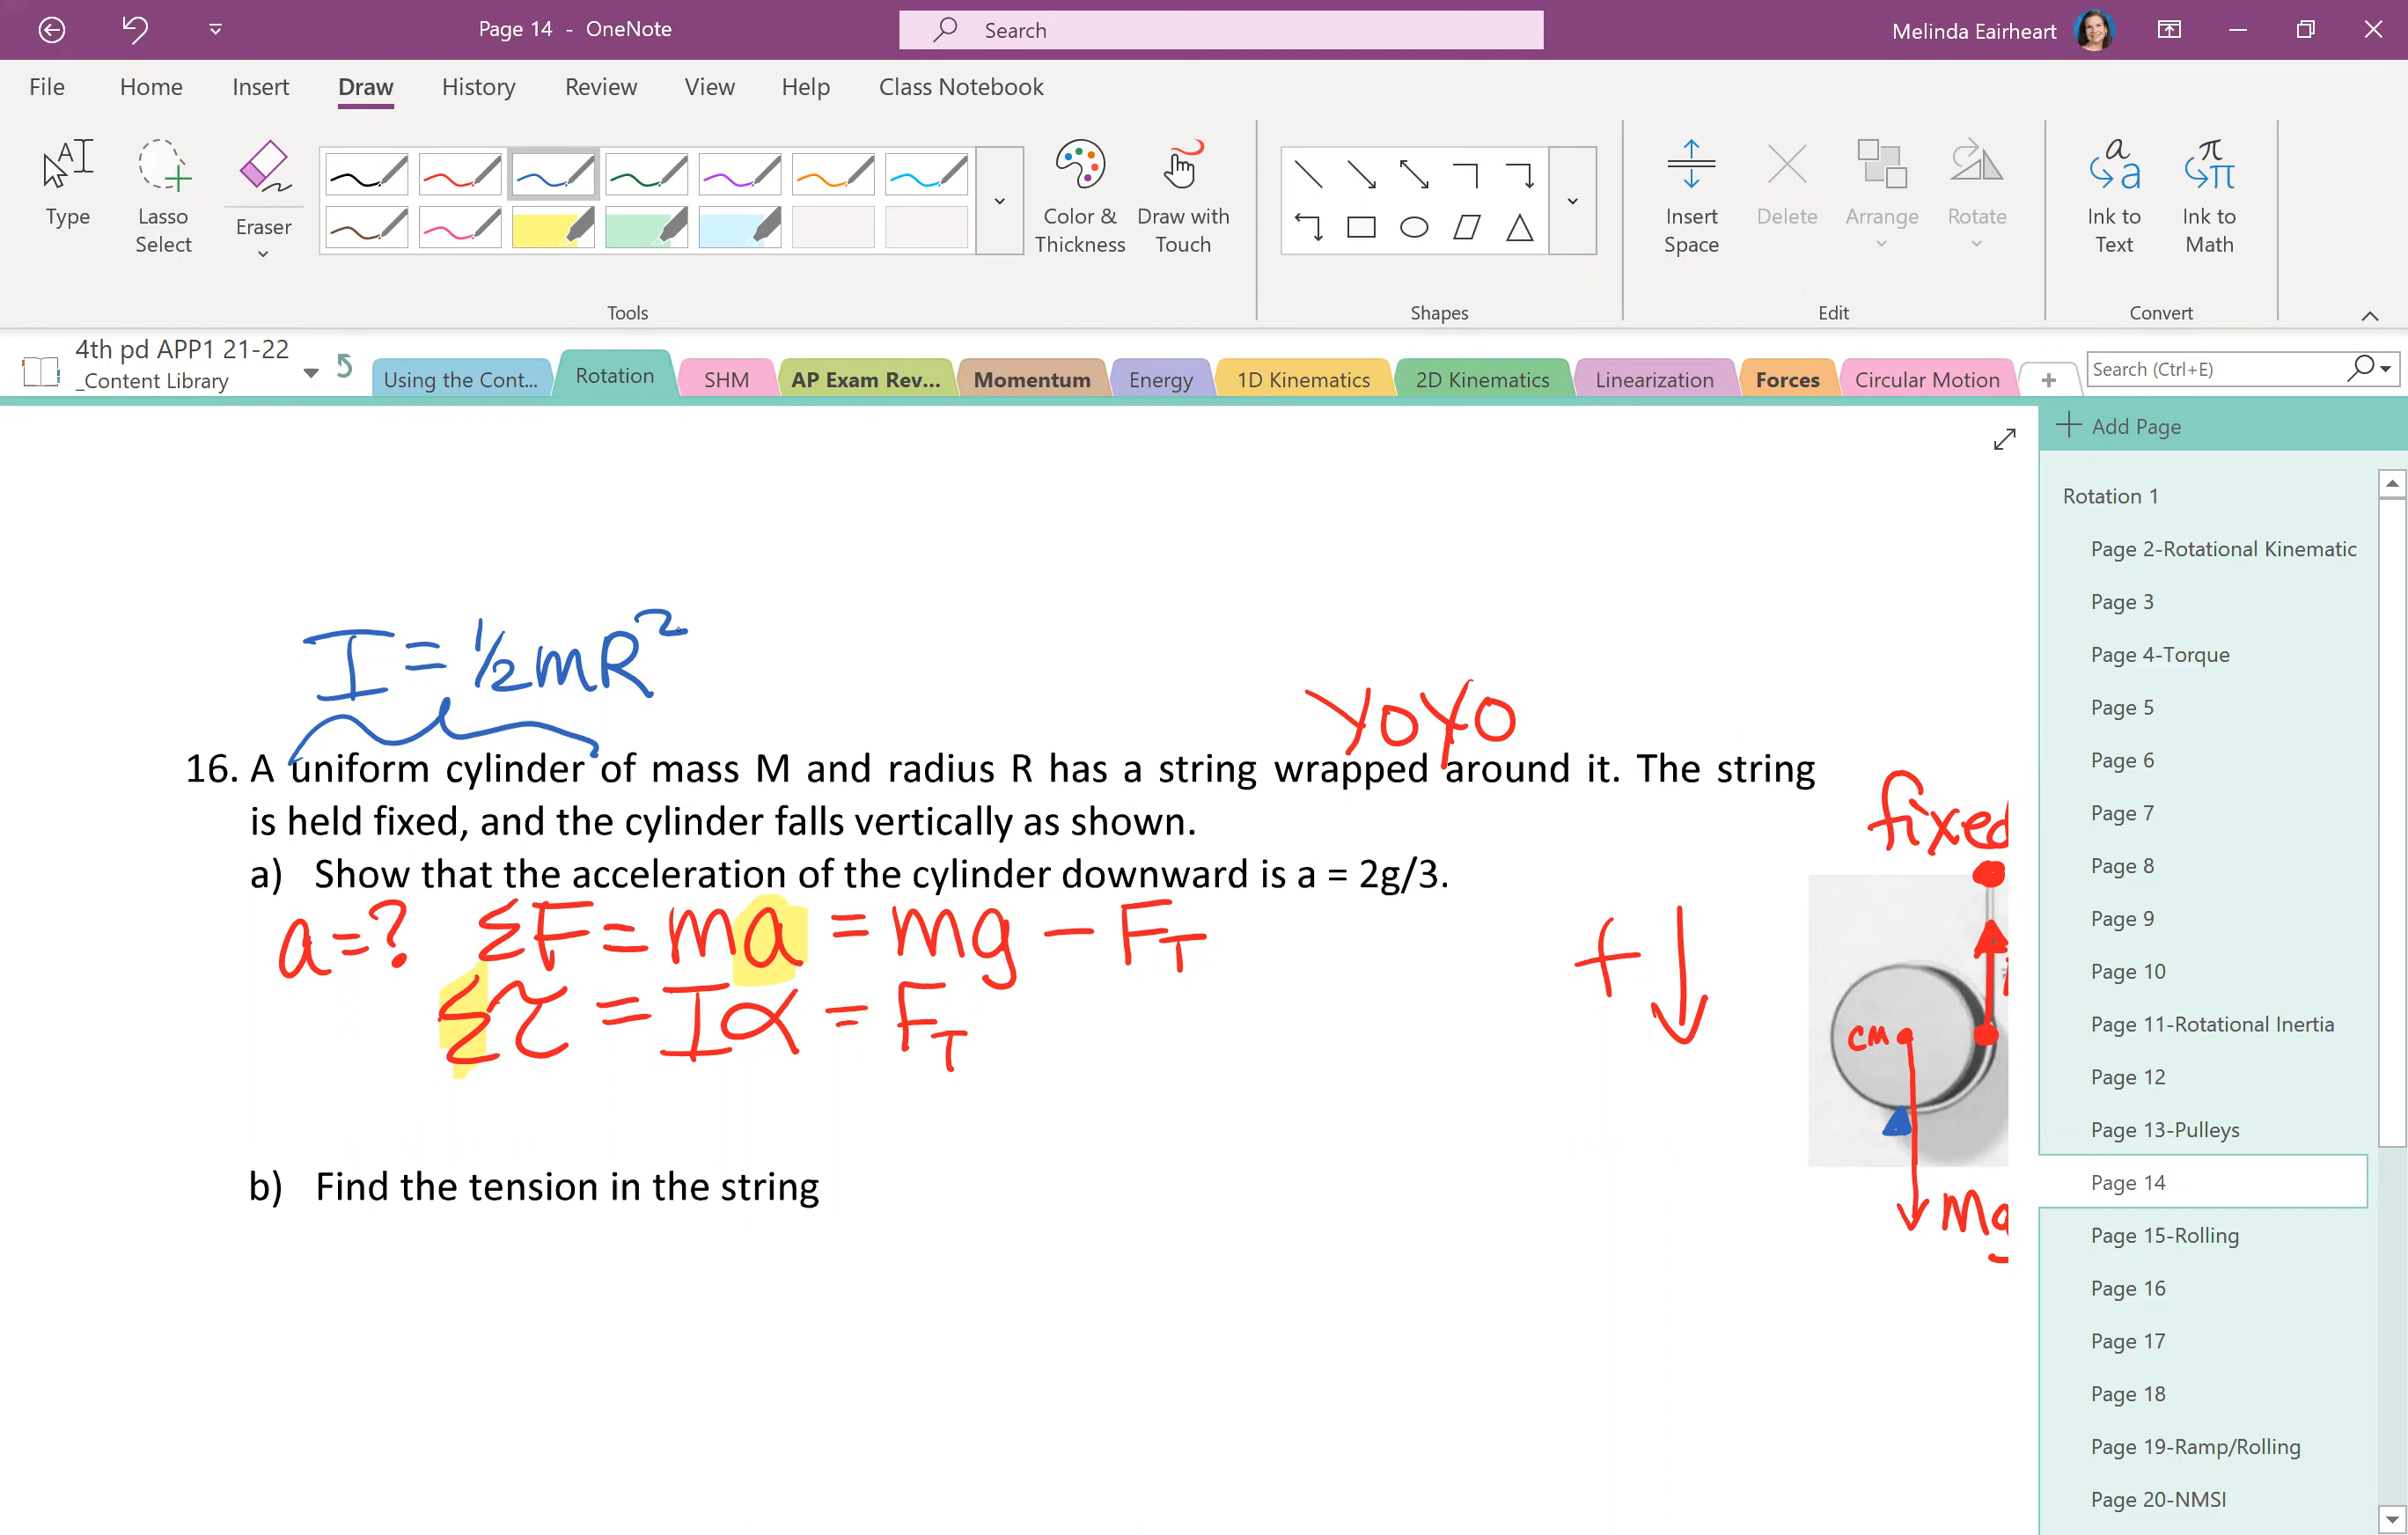 Page 14 - OneNote
Search
Melinda Eairheart
File Home Insert Draw History Review View Help Class Notebook
Type
Lasso Select
Eraser
Color & Thickness
Draw with Touch
Insert Space
Delete
Arrange
Rotate
Ink to Text
Ink to Math
Tools Shapes Edit Convert
4th pd APP1 21-22
_Content Library
Using the Cont... Rotation SHM AP Exam Rev... Momentum Energy 1D Kinematics 2D Kinematics Linearization Forces Circular Motion +
Search (Ctrl+E)
I = 1/2 mR²
YOYO
16. A uniform cylinder of mass M and radius R has a string wrapped around it. The string
is held fixed, and the cylinder falls vertically as shown.
fixed
a) Show that the acceleration of the cylinder downward is a = 2g/3.
a=? ΣF = ma = mg − F_T
+
Στ = Iα = F_T
CM
b) Find the tension in the string
Add Page
Rotation 1
Page 2-Rotational Kinematic
Page 3
Page 4-Torque
Page 5
Page 6
Page 7
Page 8
Page 9
Page 10
Page 11-Rotational Inertia
Page 12
Page 13-Pulleys
Page 14
Page 15-Rolling
Page 16
Page 17
Page 18
Page 19-Ramp/Rolling
Page 20-NMSI